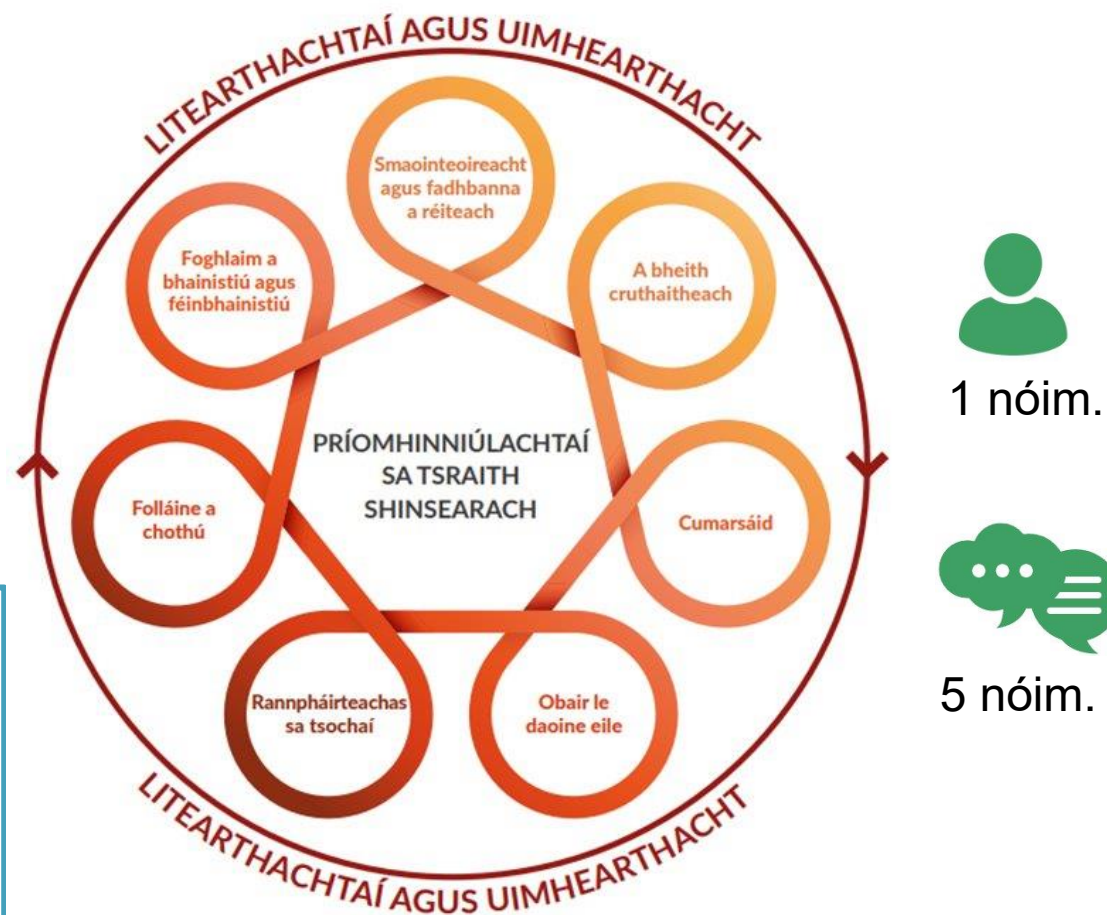 LITEARTHACHTAÍ AGUS UIMHEARTHACHT
Smaointeoireacht
agus fadhbanna
a réiteach
A bheith
cruthaitheach
Cumarsáid
Obair le
daoine eile
Rannpháirteachas
sa tsochaí
Folláine a
chothú
Foghlaim a
bhainistiú agus
féinbhainistiú
PRÍOMHINNIÚLACHTAÍ
SA TSRAITH
SHINSEARACH
LITEARTHACHTAÍ AGUS UIMHEARTHACHT
1 nóim.
5 nóim.